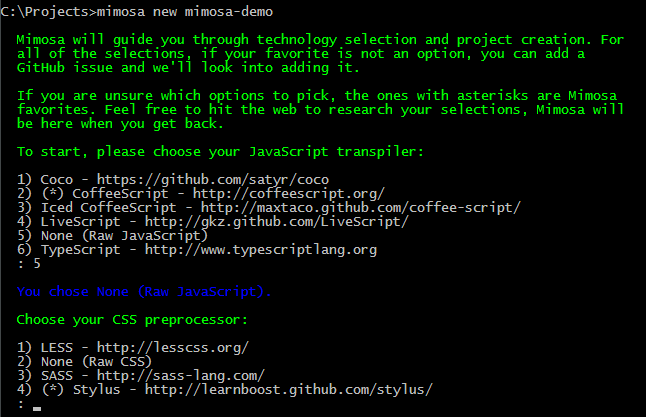 C:\Projects>mimosa new mimosa-demo
Mimosa will guide you through technology selection and project creation. For
all of the selections, if your favorite is not an option, you can add a
GitHub issue and we'll look into adding it.
If you are unsure which options to pick, the ones with asterisks are Mimosa
favorites. Feel free to hit the web to research your selections, Mimosa will
be here when you get back.
To start, please choose your JavaScript transpiler:
1) Coco - https://github.com/satyr/coco
2) (*) CoffeeScript - http://coffeescript.org/
3) Iced CoffeeScript - http://maxtaco.github.com/coffee-script/
4) LiveScript - http://gkz.github.com/LiveScript/
5) None (Raw JavaScript)
6) TypeScript - http://www.typescriptlang.org
: 5
You chose None (Raw JavaScript).
Choose your CSS preprocessor:
1) LESS - http://lesscss.org/
2) None (Raw CSS)
3) SASS - http://sass-lang.com/
4) (*) Stylus - http://learnboost.github.com/stylus/
: _